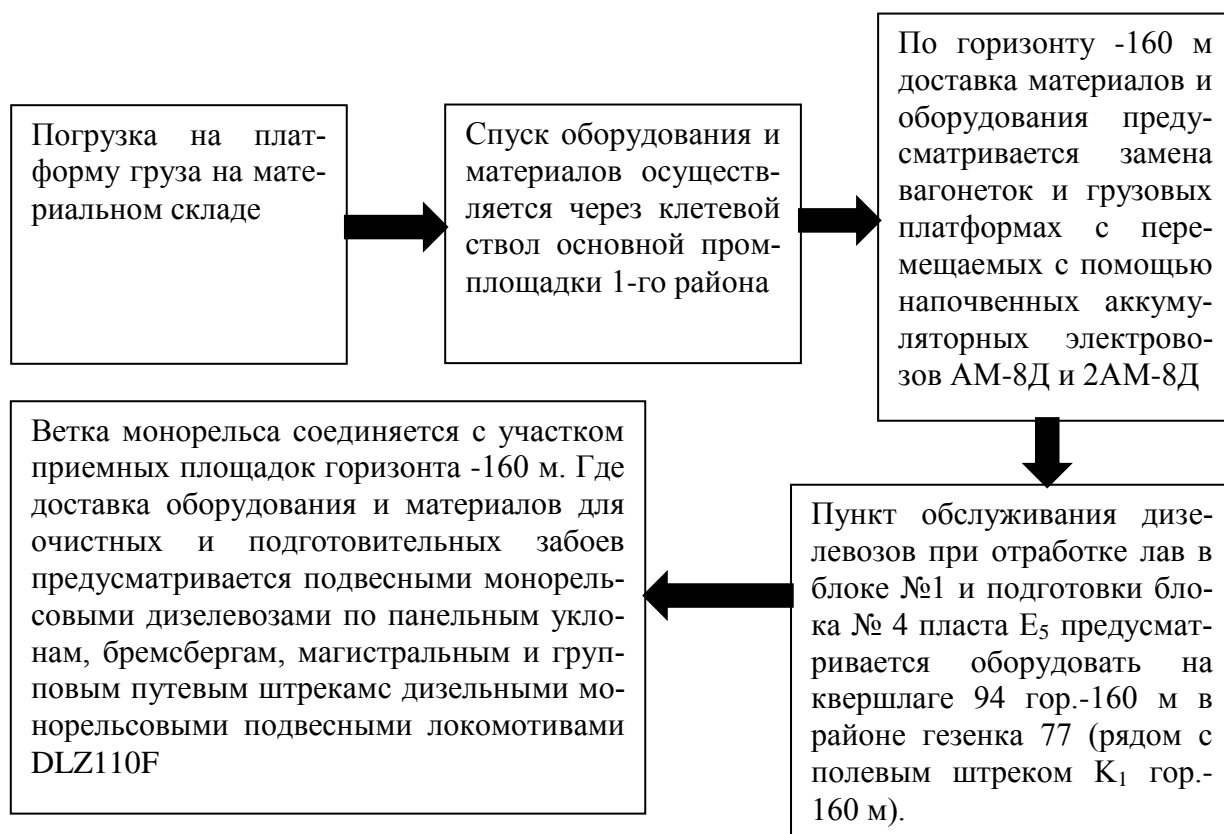 Погрузка на плат-
форму груза на мате-
риальном складе
Спуск оборудования и
материалов осуществ-
ляется через клетевой
ствол основной пром-
площадки 1-го района
По горизонту -160 м
доставка материалов и
оборудования преду-
сматривается замена
вагонеток и грузовых
платформах с пере-
мещаемых с помощью
напочвенных аккуму-
ляторных электрово-
зов АМ-8Д и 2АМ-8Д
Пункт обслуживания дизе-
левозов при отработке лав в
блоке №1 и подготовки бло-
ка № 4 пласта Е5 предусмат-
ривается оборудовать на
квершлаге 94 гор.-160 м в
районе гезенка 77 (рядом с
полевым штреком К1 гор.-
160 м).
Ветка монорельса соединяется с участком
приемных площадок горизонта -160 м. Где
доставка оборудования и материалов для
очистных и подготовительных забоев
предусматривается подвесными монорель-
совыми дизелевозами по панельным укло-
нам, бремсбергам, магистральным и груп-
повым путевым штрекамс дизельными мо-
норельсовыми подвесными локомотивами
DLZ110F